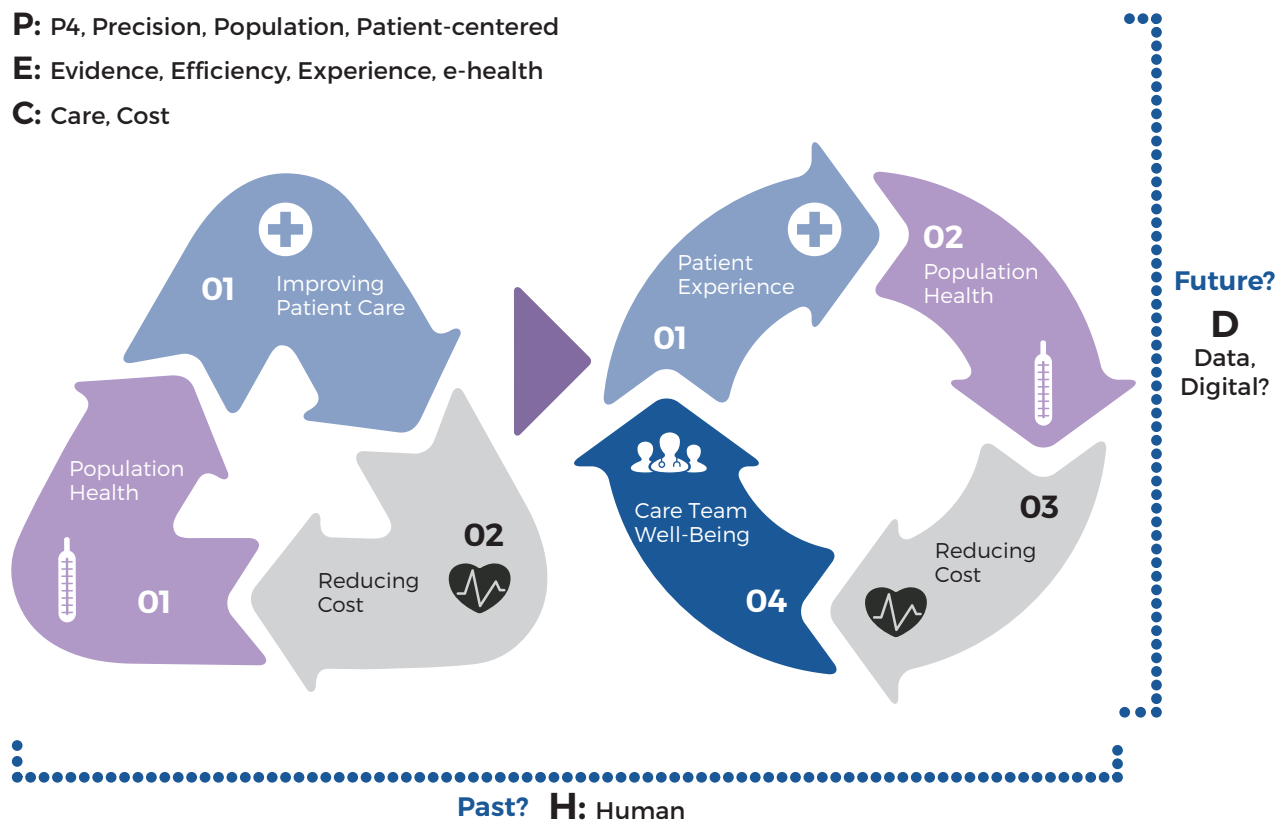 P: P4, Precision, Population, Patient-centered
E: Evidence, Efficiency, Experience, e-health
C: Care, Cost
01
Improving
Patient Care
Population
Health
01
02
Reducing
Cost
Patient
Experience
01
02
Population
Health
03
Reducing
Cost
Care Team
Well-Being
04
Future?
D
Data,
Digital?
Past? H: Human